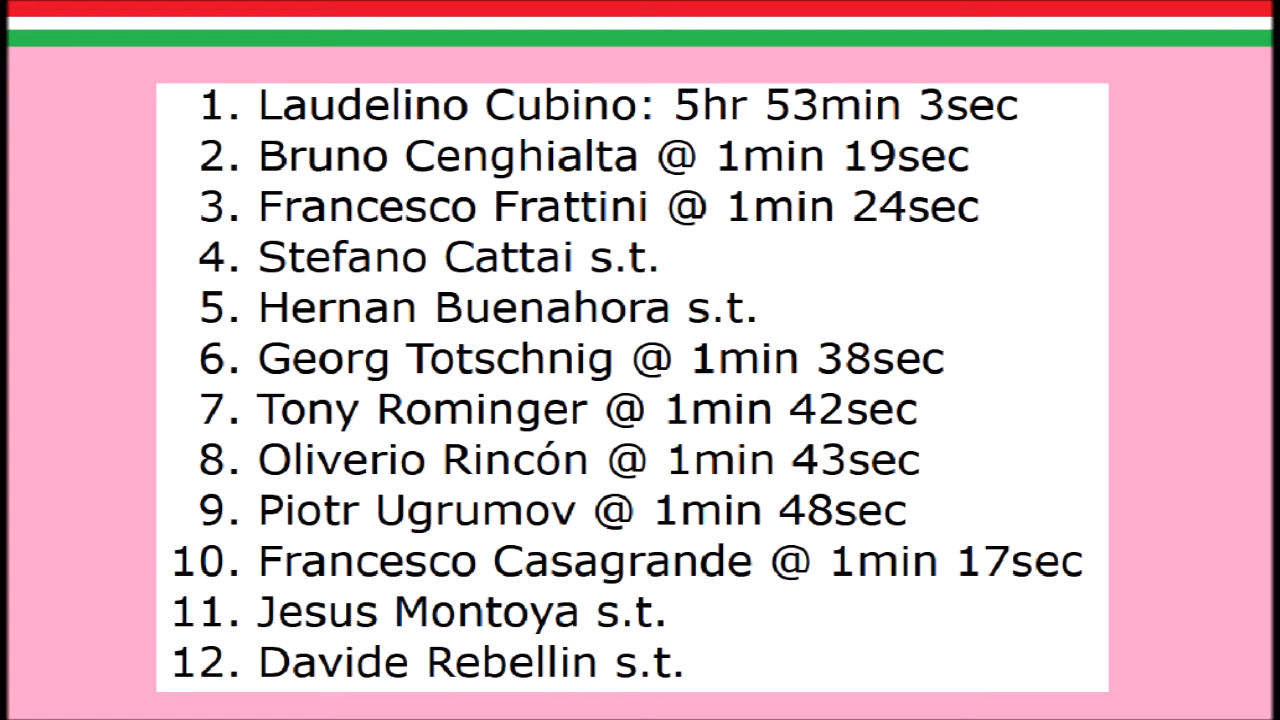 1. Laudelino Cubino: 5hr 53min 3sec
2. Bruno Cenghialta @ 1min 19sec
3. Francesco Frattini @ 1min 24sec
4. Stefano Cattai s.t.
5. Hernan Buenahora s.t.
6. Georg Totschnig @ 1min 38sec
7. Tony Rominger @ 1min 42sec
8. Oliverio Rincón @ 1min 43sec
9. Piotr Ugrumov @ 1min 48sec
10. Francesco Casagrande @ 1min 17sec
11. Jesus Montoya s.t.
12. Davide Rebellin s.t.